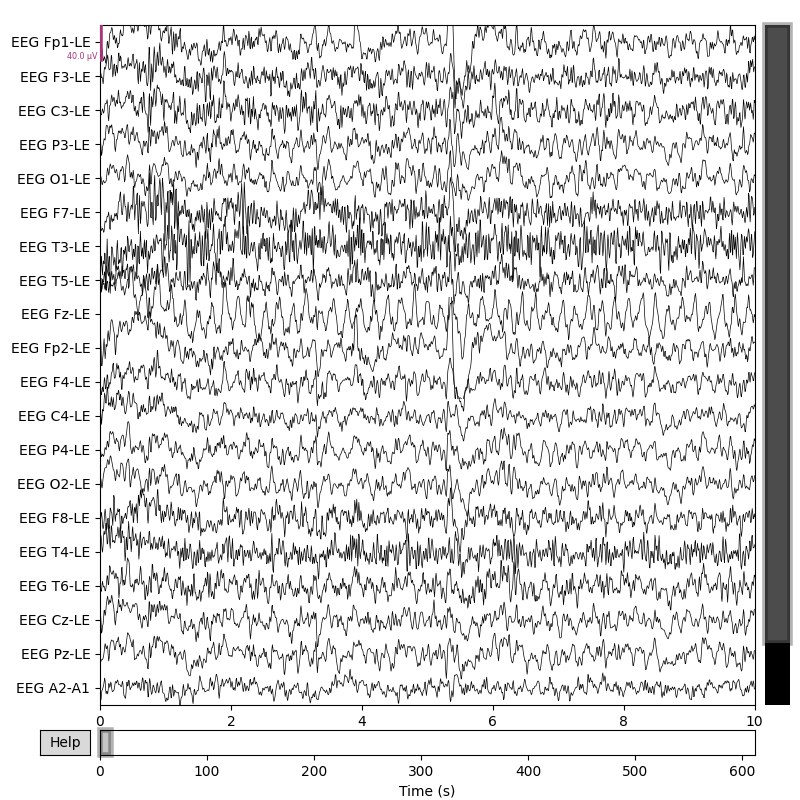 EEG Fp1-LE
40.0 µV
EEG F3-LE
EEG C3-LE
EEG P3-LE
EEG O1-LE
EEG F7-LE
EEG T3-LE
EEG T5-LE
EEG Fz-LE
EEG Fp2-LE
EEG F4-LE
EEG C4-LE
EEG P4-LE
EEG O2-LE
EEG F8-LE
EEG T4-LE
EEG T6-LE
EEG Cz-LE
EEG Pz-LE
EEG A2-A1
0 2 4 6 8 10
Help
0 100 200 300 400 500 600
Time (s)